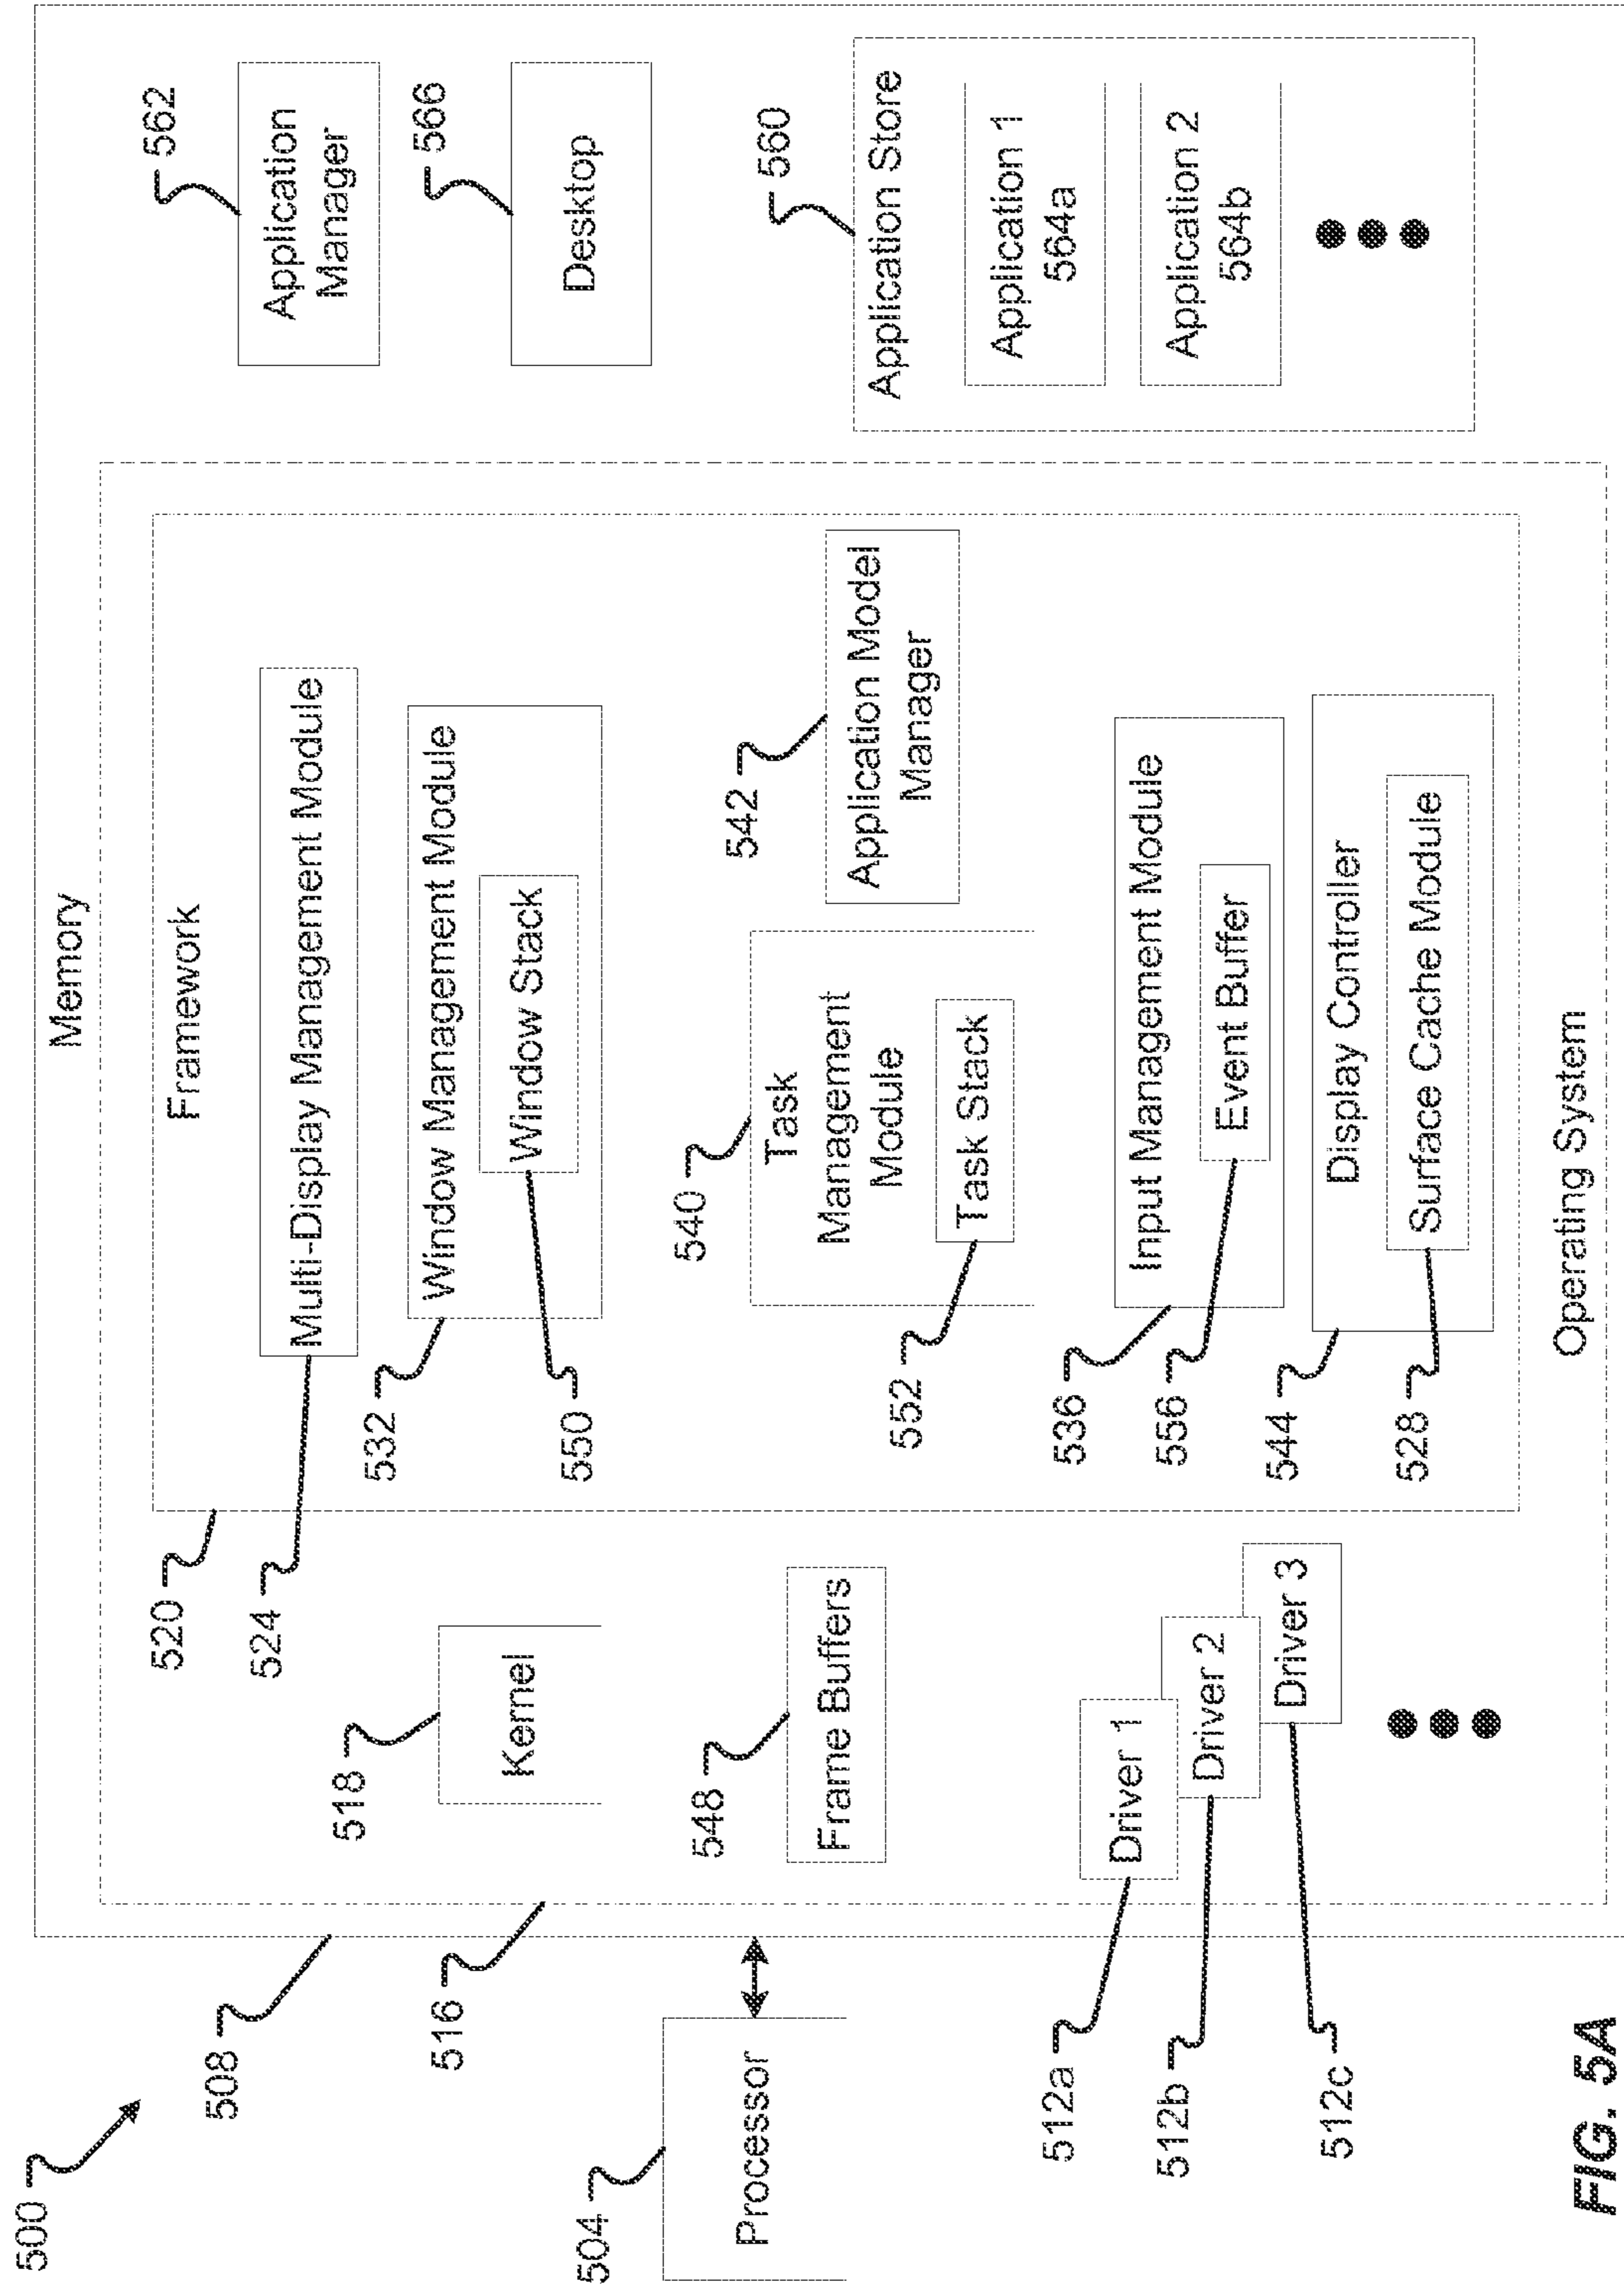 500
508
516
504
Processor
Memory
520
524
518
Kernel
548
Frame Buffers
512a
Driver 1
512b
Driver 2
512c
Driver 3
Framework
Multi-Display Management Module
532
Window Management Module
550
Window Stack
540
Task
Management
Module
552
Task Stack
542
Application Model
Manager
536
Input Management Module
556
Event Buffer
544
Display Controller
528
Surface Cache Module
Operating System
562
Application
Manager
566
Desktop
560
Application Store
Application 1
564a
Application 2
564b
FIG. 5A